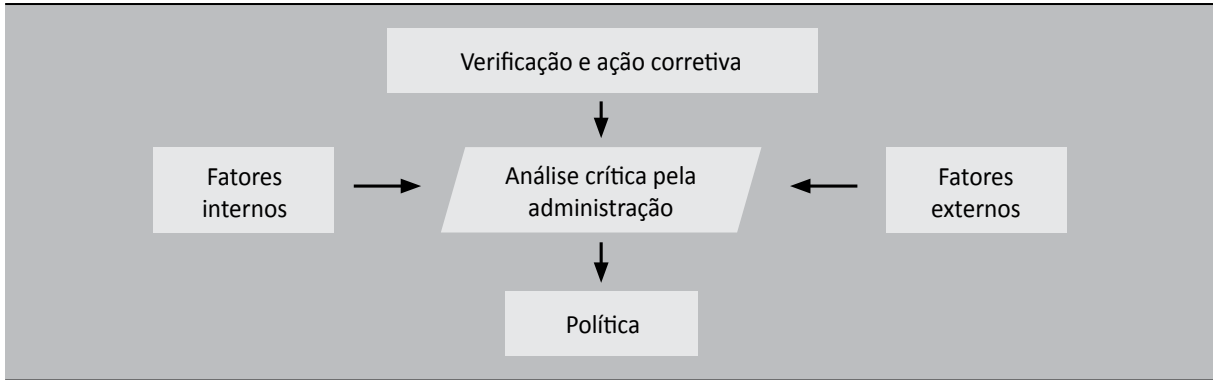 Verificação e ação corretiva
Fatores
internos
Análise crítica pela
administração
Fatores
externos
Política